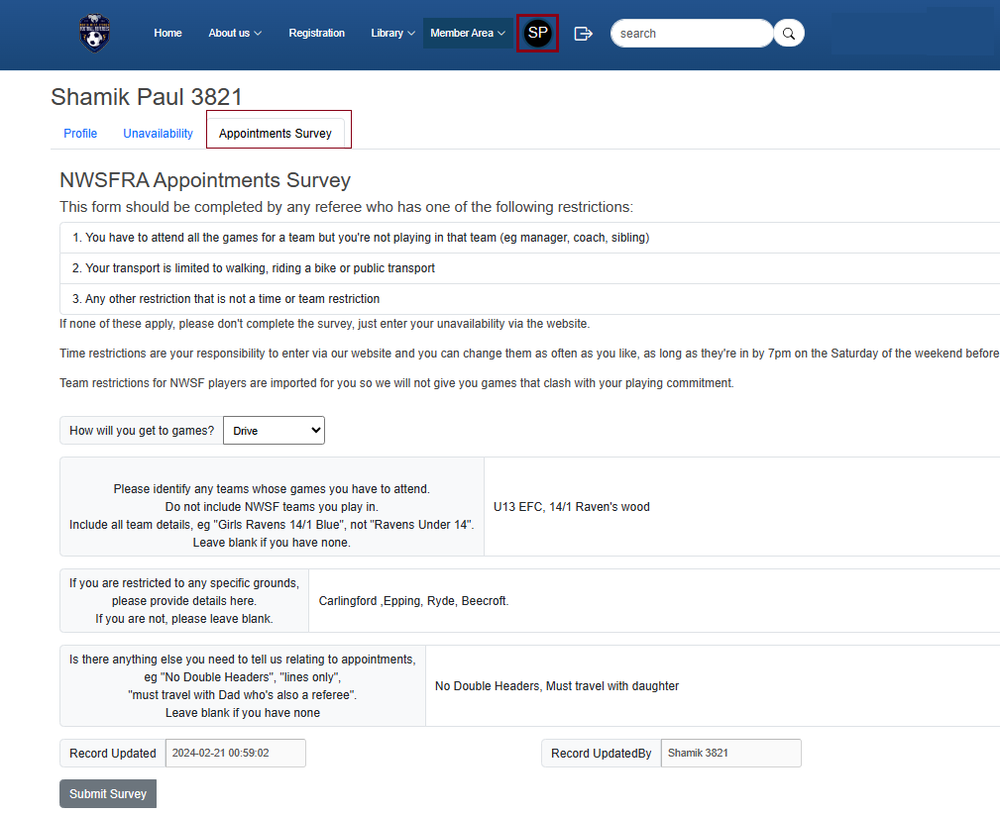 Home
About us
Registration
Library
Member Area
SP
search
Shamik Paul 3821
Profile
Unavailability
Appointments Survey
NWSFRA Appointments Survey
This form should be completed by any referee who has one of the following restrictions:
1. You have to attend all the games for a team but you're not playing in that team (eg manager, coach, sibling)
2. Your transport is limited to walking, riding a bike or public transport
3. Any other restriction that is not a time or team restriction
If none of these apply, please don't complete the survey, just enter your unavailability via the website.
Time restrictions are your responsibility to enter via our website and you can change them as often as you like, as long as they're in by 7pm on the Saturday of the weekend before
Team restrictions for NWSF players are imported for you so we will not give you games that clash with your playing commitment.
How will you get to games?
Drive
Please identify any teams whose games you have to attend.
Do not include NWSF teams you play in.
Include all team details, eg "Girls Ravens 14/1 Blue", not "Ravens Under 14".
Leave blank if you have none.
U13 EFC, 14/1 Raven's wood
If you are restricted to any specific grounds,
please provide details here.
If you are not, please leave blank.
Carlingford ,Epping, Ryde, Beecroft.
Is there anything else you need to tell us relating to appointments,
eg "No Double Headers", "lines only",
"must travel with Dad who's also a referee".
Leave blank if you have none
No Double Headers, Must travel with daughter
Record Updated
2024-02-21 00:59:02
Record UpdatedBy
Shamik 3821
Submit Survey